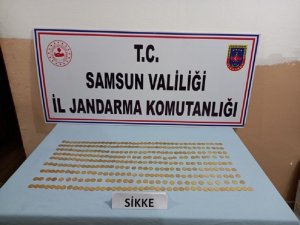 T.C.
SAMSUN VALİLİĞİ
İL JANDARMA KOMUTANLIĞI
SİKKE